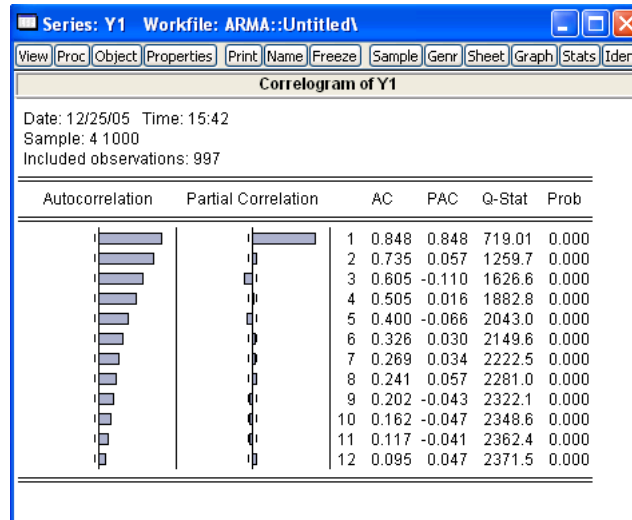 Series: Y1 Workfile: ARMA::Untitled\
View Proc Object Properties Print Name Freeze Sample Genr Sheet Graph Stats Iden
Correlogram of Y1
Date: 12/25/05 Time: 15:42
Sample: 4 1000
Included observations: 997
Autocorrelation Partial Correlation AC PAC Q-Stat Prob
1 0.848 0.848 719.01 0.000
2 0.735 0.057 1259.7 0.000
3 0.605 -0.110 1626.6 0.000
4 0.505 0.016 1882.8 0.000
5 0.400 -0.066 2043.0 0.000
6 0.326 0.030 2149.6 0.000
7 0.269 0.034 2222.5 0.000
8 0.241 0.057 2281.0 0.000
9 0.202 -0.043 2322.1 0.000
10 0.162 -0.047 2348.6 0.000
11 0.117 -0.041 2362.4 0.000
12 0.095 0.047 2371.5 0.000